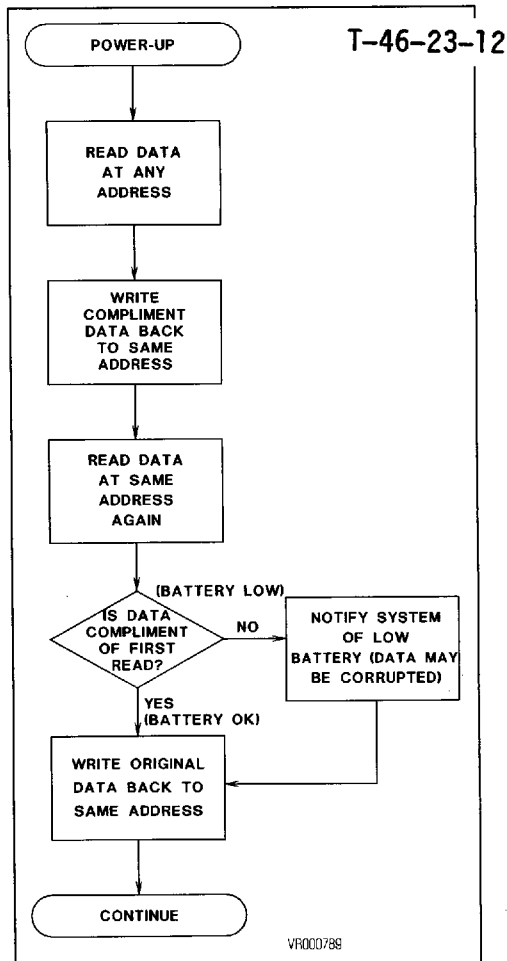 T-46-23-12
POWER-UP
READ DATA
AT ANY
ADDRESS
WRITE
COMPLIMENT
DATA BACK
TO SAME
ADDRESS
READ DATA
AT SAME
ADDRESS
AGAIN
(BATTERY LOW)
IS DATA
COMPLIMENT
OF FIRST
READ?
NO
NOTIFY SYSTEM
OF LOW
BATTERY (DATA MAY
BE CORRUPTED)
YES
(BATTERY OK)
WRITE ORIGINAL
DATA BACK TO
SAME ADDRESS
CONTINUE
VR000789